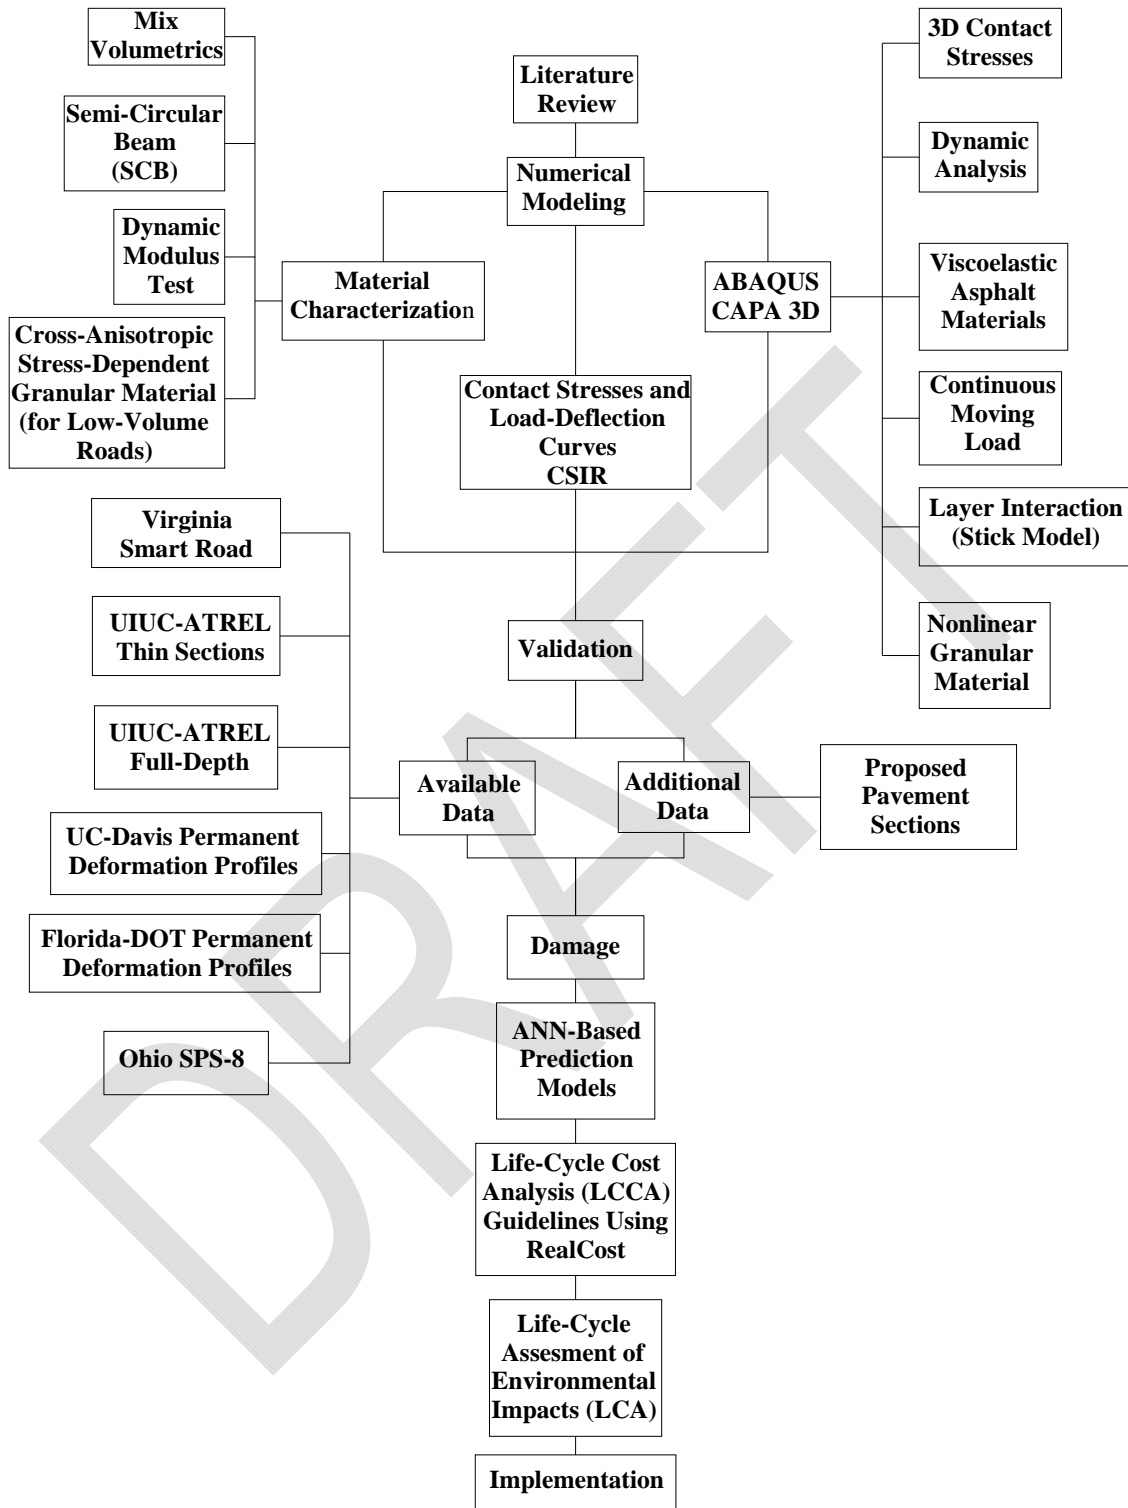 Mix
Volumetrics
Semi-Circular
Beam
(SCB)
Dynamic
Modulus
Test
Cross-Anisotropic
Stress-Dependent
Granular Material
(for Low-Volume
Roads)
Literature
Review
Numerical
Modeling
Material
Characterization
ABAQUS
CAPA 3D
Contact Stresses and
Load-Deflection
Curves
CSIR
3D Contact
Stresses
Dynamic
Analysis
Viscoelastic
Asphalt
Materials
Continuous
Moving
Load
Layer Interaction
(Stick Model)
Nonlinear
Granular
Material
Validation
Virginia
Smart Road
UIUC-ATREL
Thin Sections
UIUC-ATREL
Full-Depth
UC-Davis Permanent
Deformation Profiles
Florida-DOT Permanent
Deformation Profiles
Ohio SPS-8
Available
Data
Additional
Data
Proposed
Pavement
Sections
Damage
ANN-Based
Prediction
Models
Life-Cycle Cost
Analysis (LCCA)
Guidelines Using
RealCost
Life-Cycle
Assesment of
Environmental
Impacts (LCA)
Implementation
DRAFT